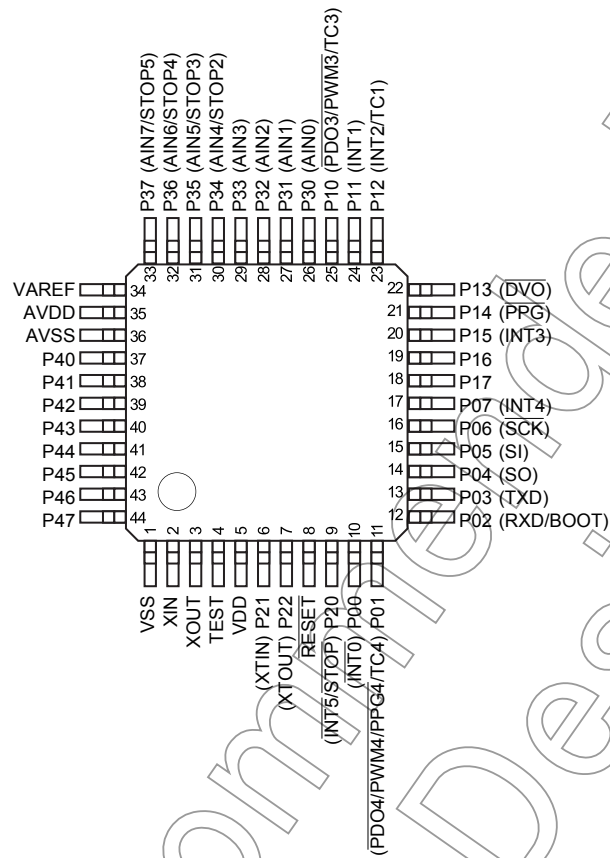 P37 (AIN7/STOP5)
P36 (AIN6/STOP4)
P35 (AIN5/STOP3)
P34 (AIN4/STOP2)
P33 (AIN3)
P32 (AIN2)
P31 (AIN1)
P30 (AIN0)
P10 (PDO3/PWM3/TC3)
P11 (INT1)
P12 (INT2/TC1)
33
32
31
30
29
28
27
26
25
24
23
VAREF 34
AVDD 35
AVSS 36
P40 37
P41 38
P42 39
P43 40
P44 41
P45 42
P46 43
P47 44
22 P13 (DVO)
21 P14 (PPG)
20 P15 (INT3)
19 P16
18 P17
17 P07 (INT4)
16 P06 (SCK)
15 P05 (SI)
14 P04 (SO)
13 P03 (TXD)
12 P02 (RXD/BOOT)
1
2
3
4
5
6
7
8
9
10
11
VSS
XIN
XOUT
TEST
VDD
(XTIN) P21
(XTOUT) P22
RESET
(INT5/STOP) P20
(INT0) P00
(PDO4/PWM4/PPG4/TC4) P01